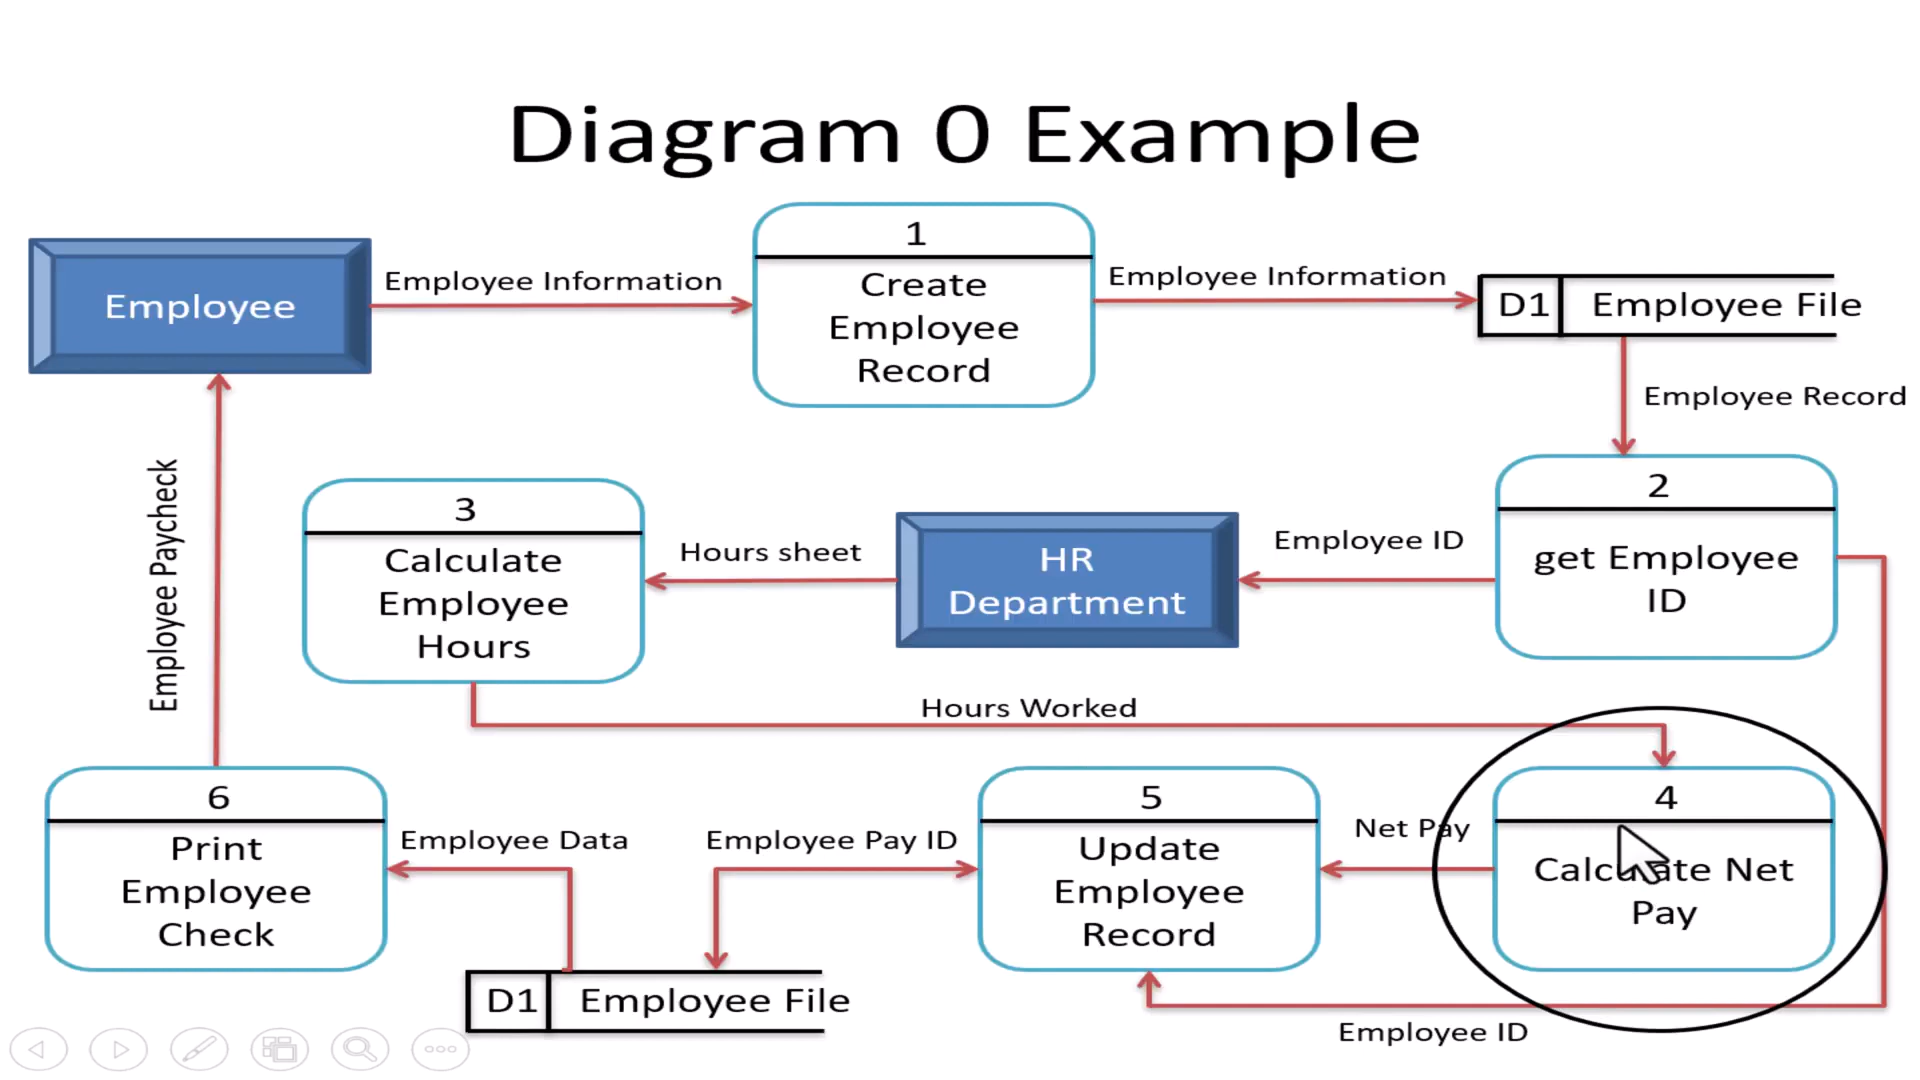 Diagram 0 Example
1
Employee
Employee Information
Create
Employee
Record
Employee Information
D1
Employee File
Employee Record
2
get Employee
ID
Employee ID
HR
Department
Hours sheet
3
Calculate
Employee
Hours
Employee Paycheck
Hours Worked
4
Calculate Net
Pay
Net Pay
5
Update
Employee
Record
Employee Pay ID
Employee Data
6
Print
Employee
Check
D1
Employee File
Employee ID